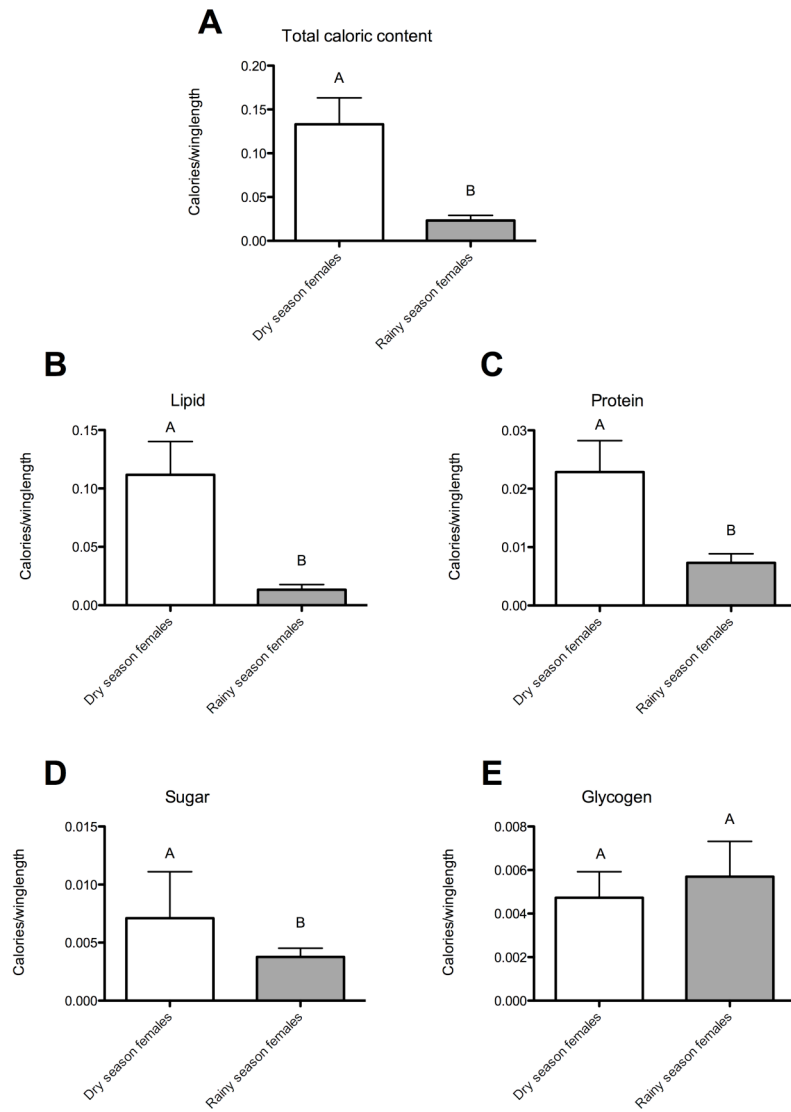 A
Total caloric content
Calories/winglength
0.20
0.15
0.10
0.05
0.00
A
B
Dry season females
Rainy season females
B
Lipid
Calories/winglength
0.15
0.10
0.05
0.00
A
B
Dry season females
Rainy season females
C
Protein
Calories/winglength
0.03
0.02
0.01
0.00
A
B
Dry season females
Rainy season females
D
Sugar
Calories/winglength
0.015
0.010
0.005
0.000
A
B
Dry season females
Rainy season females
E
Glycogen
Calories/winglength
0.008
0.006
0.004
0.002
0.000
A
A
Dry season females
Rainy season females